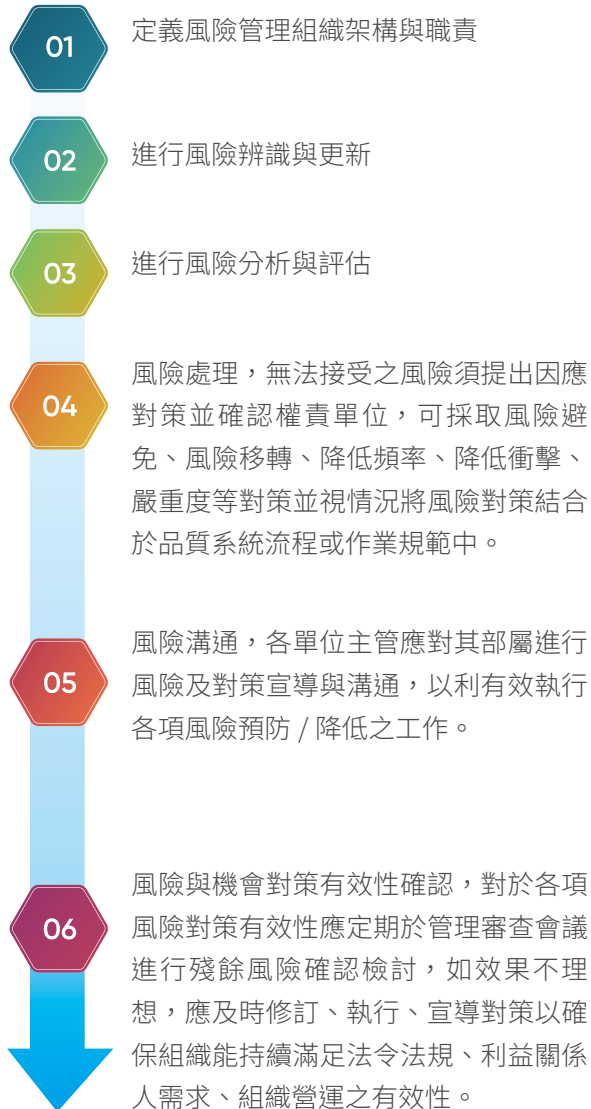 01
定義風險管理組織架構與職責
02
進行風險辨識與更新
03
進行風險分析與評估
04
風險處理，無法接受之風險須提出因應
對策並確認權責單位，可採取風險避
免、風險移轉、降低頻率、降低衝擊、
嚴重度等對策並視情況將風險對策結合
於品質系統流程或作業規範中。
05
風險溝通，各單位主管應對其部屬進行
風險及對策宣導與溝通，以利有效執行
各項風險預防 / 降低之工作。
06
風險與機會對策有效性確認，對於各項
風險對策有效性應定期於管理審查會議
進行殘餘風險確認檢討，如效果不理
想，應及時修訂、執行、宣導對策以確
保組織能持續滿足法令法規、利益關係
人需求、組織營運之有效性。